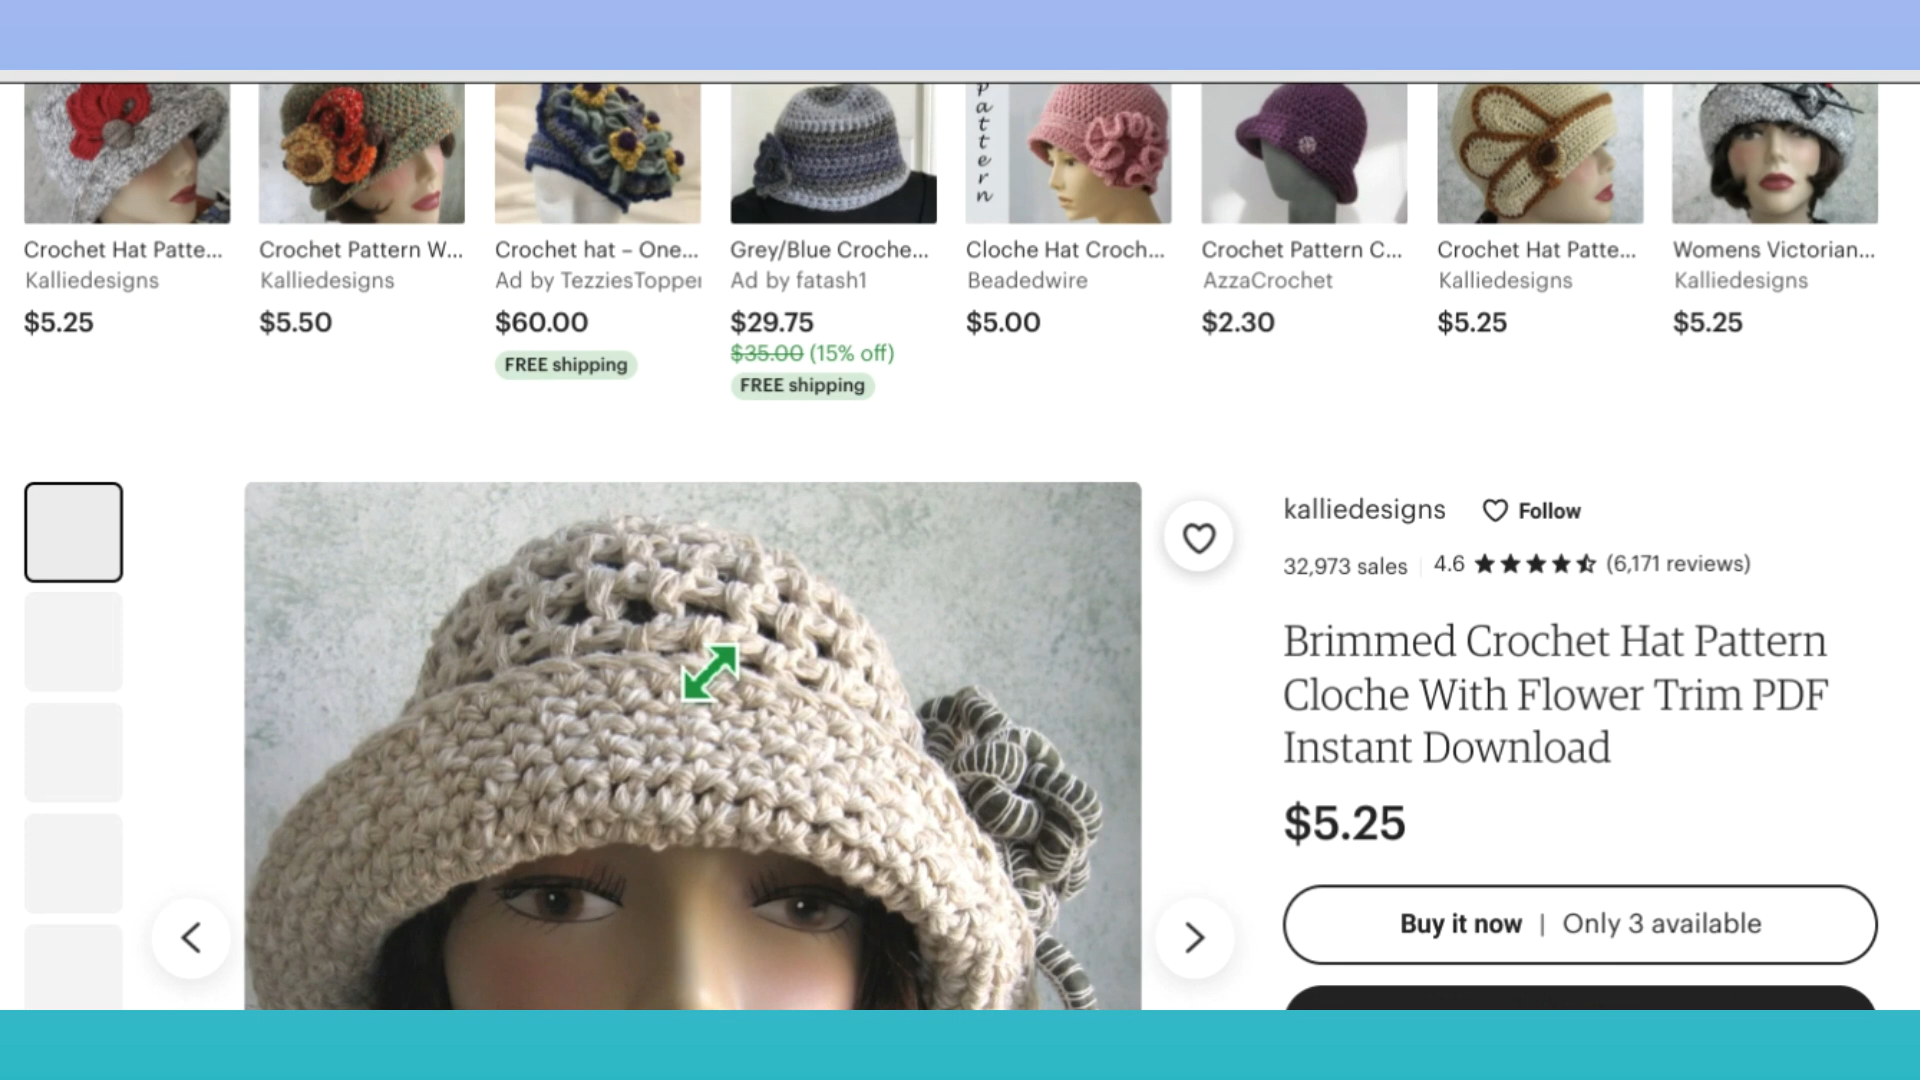 Pattern
Crochet Hat Patte...
Crochet Pattern W...
Crochet hat – One...
Grey/Blue Croche...
Cloche Hat Croch...
Crochet Pattern C...
Crochet Hat Patte...
Womens Victorian...
Kalliedesigns
Kalliedesigns
Ad by TezziesTopper
Ad by fatash1
Beadedwire
AzzaCrochet
Kalliedesigns
Kalliedesigns
$5.25
$5.50
$60.00
$29.75
$5.00
$2.30
$5.25
$5.25
$35.00 (15% off)
FREE shipping
FREE shipping
kalliedesigns
Follow
32,973 sales
4.6
(6,171 reviews)
Brimmed Crochet Hat Pattern
Cloche With Flower Trim PDF
Instant Download
$5.25
Buy it now | Only 3 available